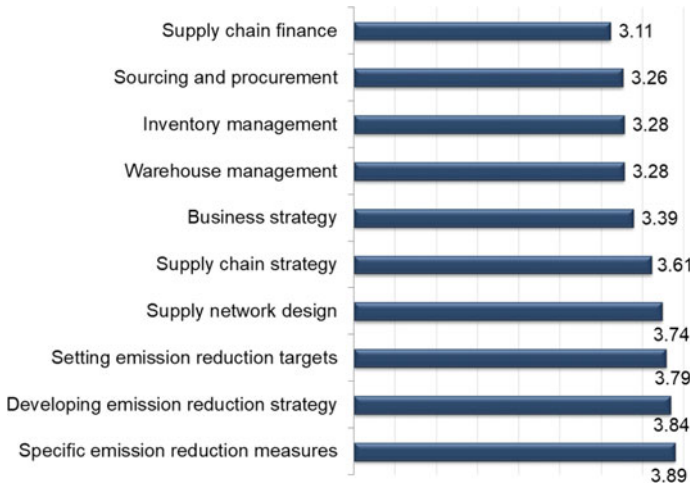 Supply chain finance 3.11
Sourcing and procurement 3.26
Inventory management 3.28
Warehouse management 3.28
Business strategy 3.39
Supply chain strategy 3.61
Supply network design 3.74
Setting emission reduction targets 3.79
Developing emission reduction strategy 3.84
Specific emission reduction measures 3.89